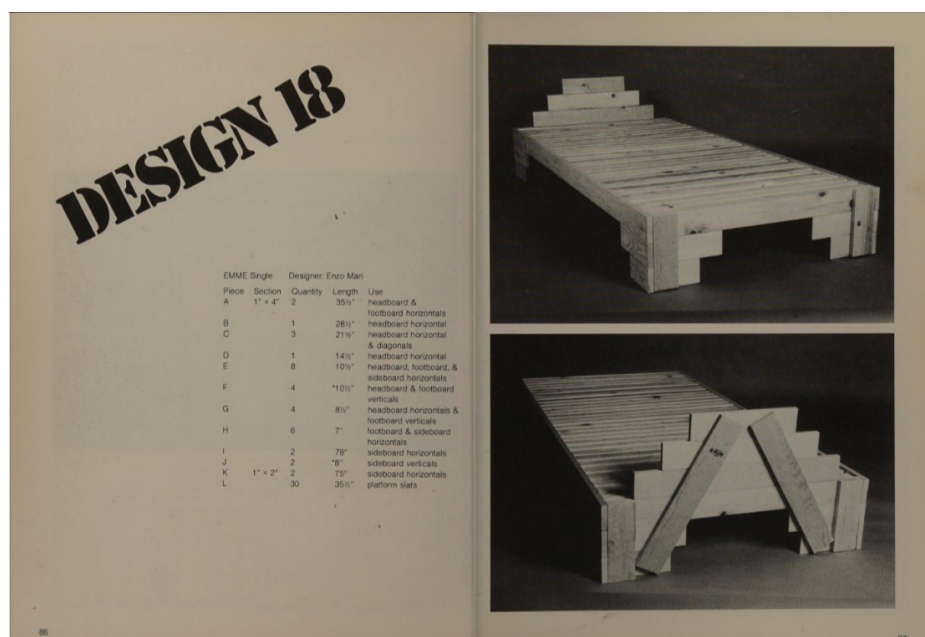 DESIGN 18
EMME Single Designer: Enzo Mari
Piece Section Quantity Length Use
A 1" × 4" 2 35½" headboard &
footboard horizontals
B 1 28½" headboard horizontal
C 3 21½" headboard horizontal
& diagonals
D 1 14½" headboard horizontal
E 8 10½" headboard, footboard, &
sideboard horizontals
F 4 *10½" headboard & footboard
verticals
G 4 8½" headboard horizontals &
footboard verticals
H 6 7" footboard & sideboard
horizontals
I 2 78" sideboard horizontals
J 2 *8" sideboard verticals
K 1" × 2" 2 75" sideboard horizontals
L 30 35½" platform slats
86